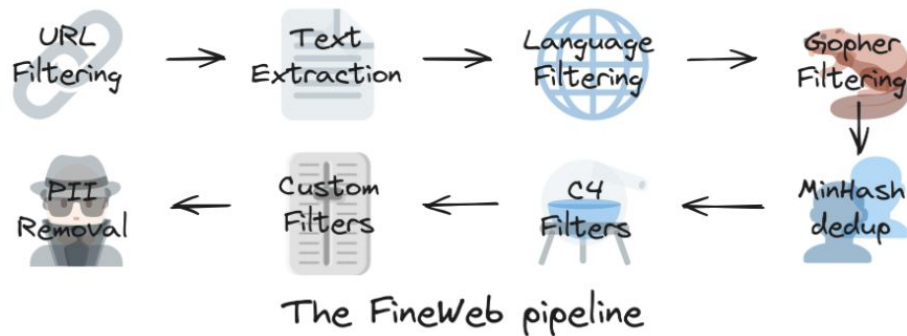 URL
Filtering
Text
Extraction
Language
Filtering
Gopher
Filtering
MinHash
dedup
C4
Filters
Custom
Filters
PII
Removal
The FineWeb pipeline